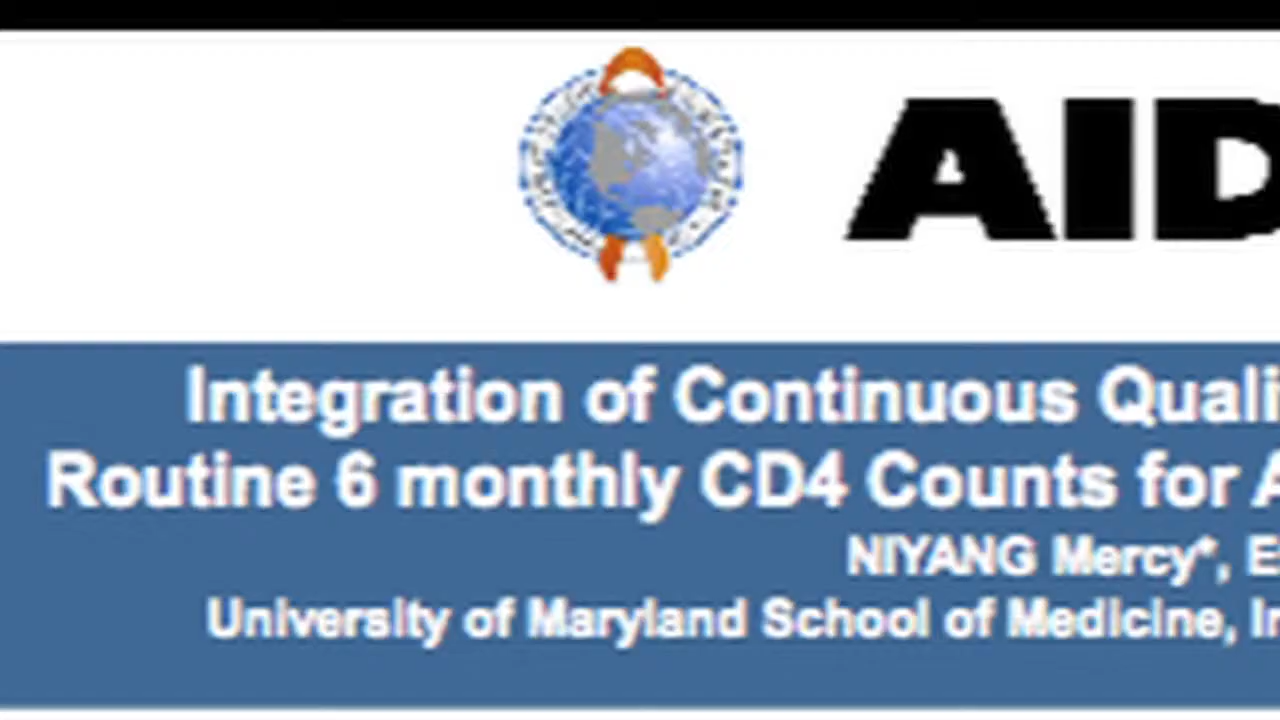 AID
Integration of Continuous Quali
Routine 6 monthly CD4 Counts for A
NIYANG Mercy*, E
University of Maryland School of Medicine, In